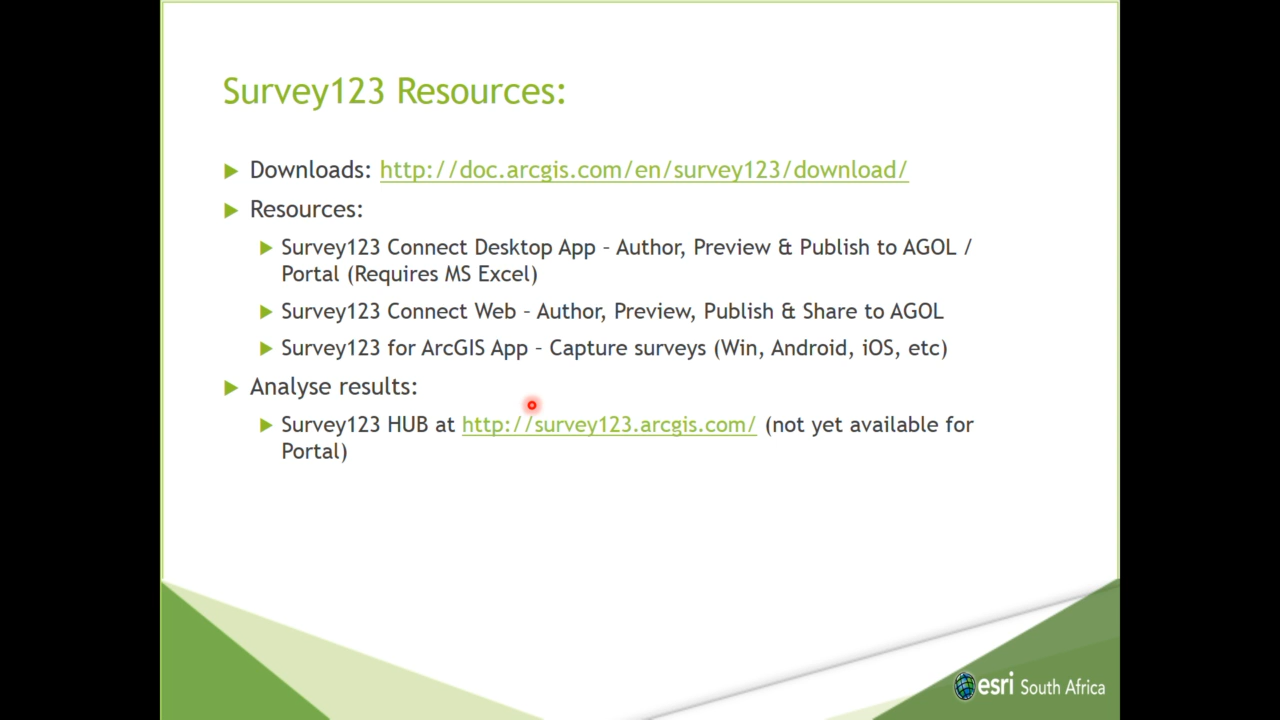 Survey123 Resources:
Downloads: http://doc.arcgis.com/en/survey123/download/
Resources:
Survey123 Connect Desktop App – Author, Preview & Publish to AGOL /
Portal (Requires MS Excel)
Survey123 Connect Web – Author, Preview, Publish & Share to AGOL
Survey123 for ArcGIS App – Capture surveys (Win, Android, iOS, etc)
Analyse results:
Survey123 HUB at http://survey123.arcgis.com/ (not yet available for
Portal)
esri South Africa